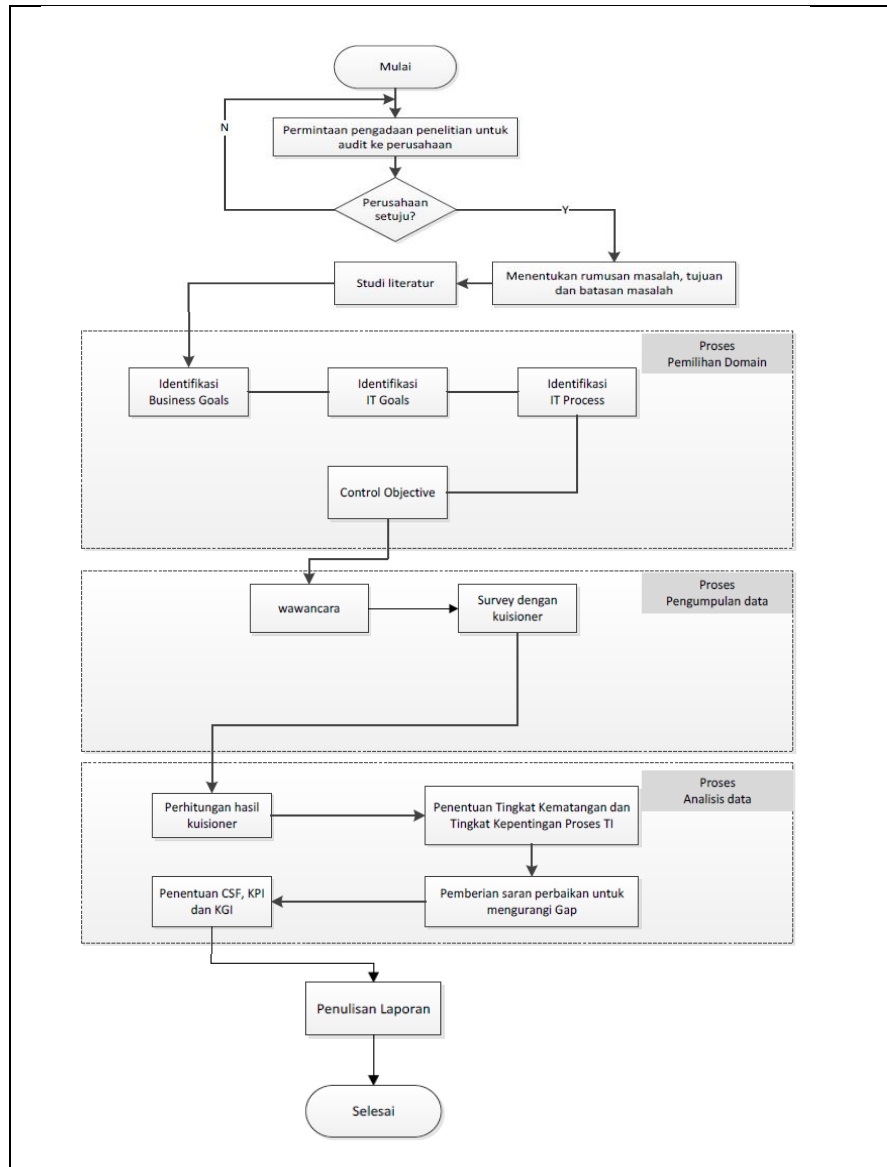 Mulai
N
Permintaan pengadaan penelitian untuk
audit ke perusahaan
Perusahaan
setuju?
Y
Studi literatur
Menentukan rumusan masalah, tujuan
dan batasan masalah
Proses
Pemilihan Domain
Identifikasi
Business Goals
Identifikasi
IT Goals
Identifikasi
IT Process
Control Objective
Proses
Pengumpulan data
wawancara
Survey dengan
kuisioner
Proses
Analisis data
Perhitungan hasil
kuisioner
Penentuan Tingkat Kematangan dan
Tingkat Kepentingan Proses TI
Penentuan CSF, KPI
dan KGI
Pemberian saran perbaikan untuk
mengurangi Gap
Penulisan Laporan
Selesai